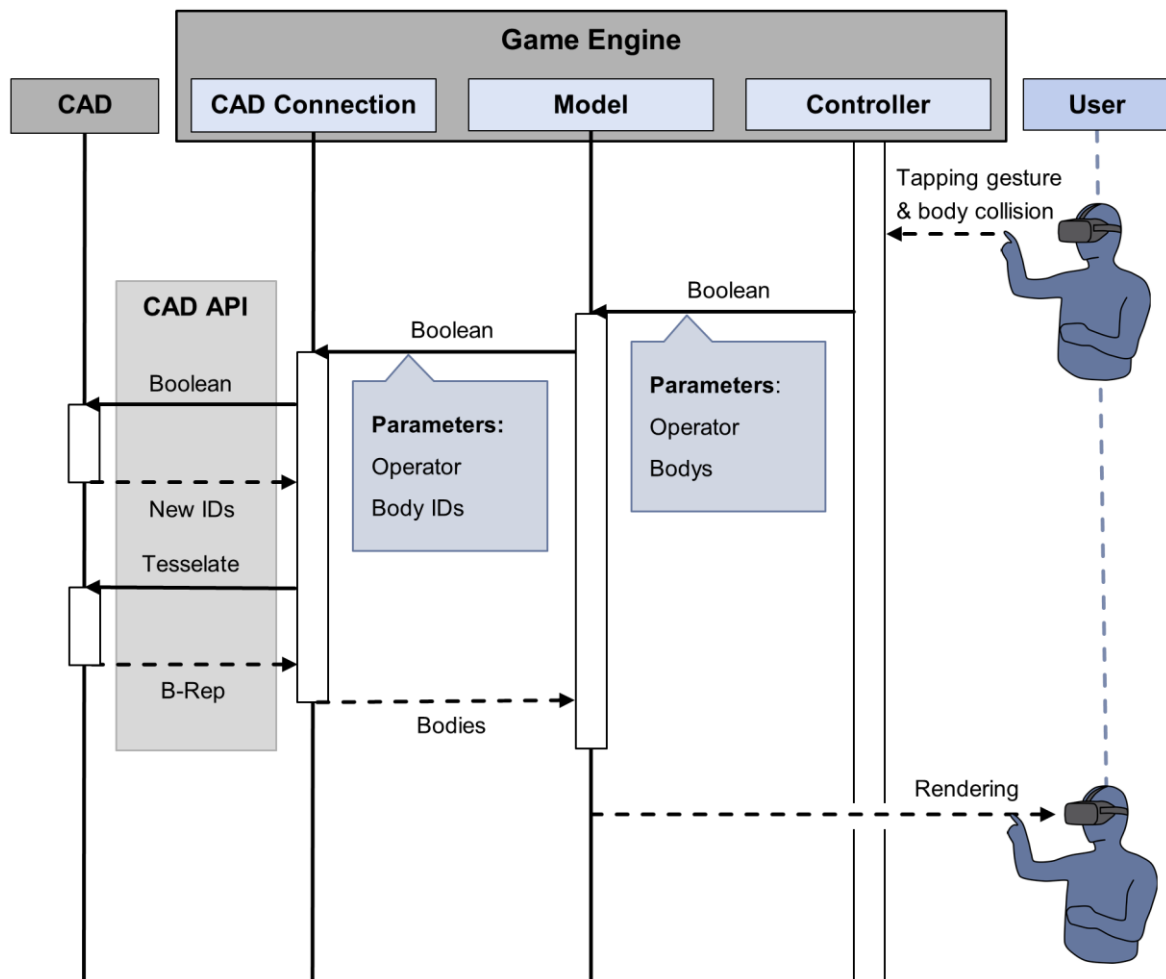 Game Engine
CAD
CAD Connection
Model
Controller
User
Tapping gesture
& body collision
Boolean
CAD API
Boolean
Boolean
Parameters:
Operator
Bodys
Parameters:
Operator
Body IDs
New IDs
Tesselate
B-Rep
Bodies
Rendering